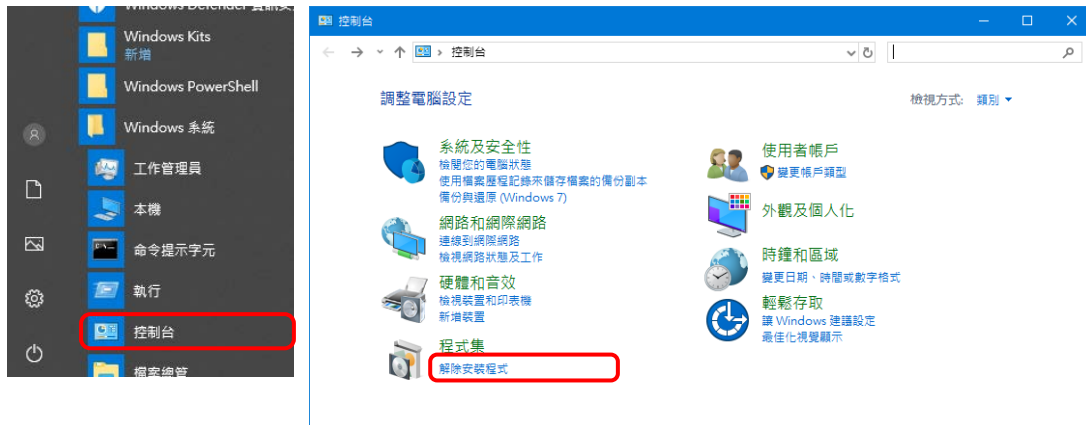 Windows Defender 資訊安
Windows Kits
新增
Windows PowerShell
Windows 系統
工作管理員
本機
命令提示字元
執行
控制台
檔案總管
控制台
控制台
調整電腦設定
檢視方式: 類別
系統及安全性
檢閱您的電腦狀態
使用檔案歷程記錄來儲存檔案的備份副本
備份與還原 (Windows 7)
網路和網際網路
連線到網際網路
檢視網路狀態及工作
硬體和音效
檢視裝置和印表機
新增裝置
程式集
解除安裝程式
使用者帳戶
變更帳戶類型
外觀及個人化
時鐘和區域
變更日期、時間或數字格式
輕鬆存取
讓 Windows 建議設定
最佳化視覺顯示